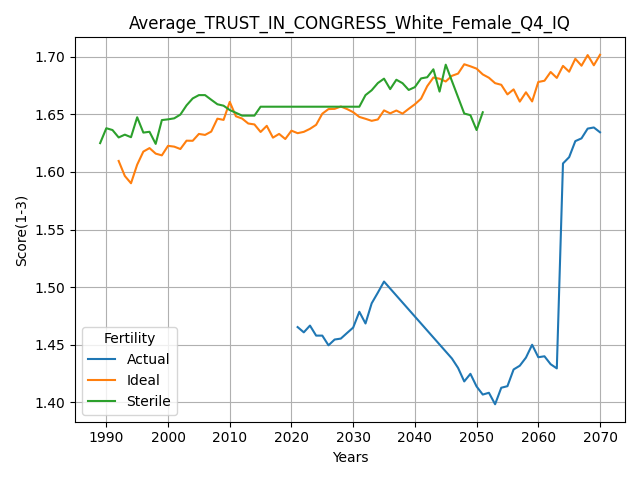 Average_TRUST_IN_CONGRESS_White_Female_Q4_IQ
Score(1-3)
1.70
1.65
1.60
1.55
1.50
1.45
1.40
Fertility
Actual
Ideal
Sterile
1990 2000 2010 2020 2030 2040 2050 2060 2070
Years